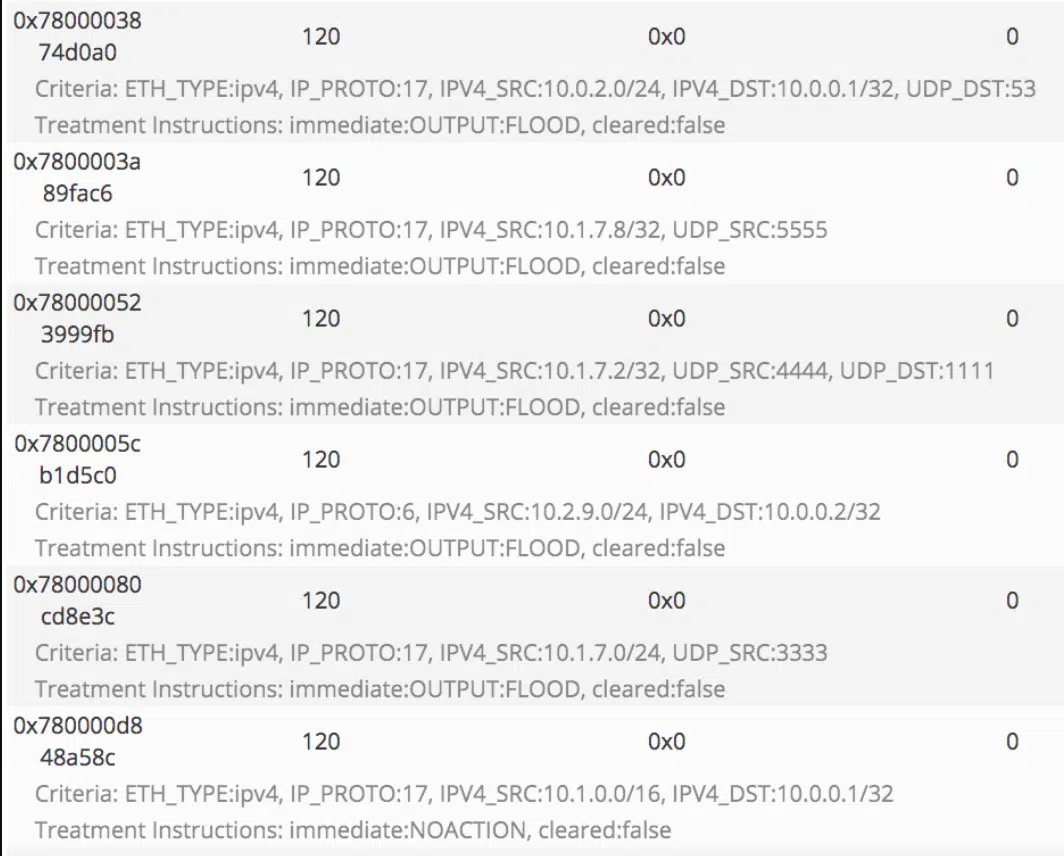 0x78000038
74d0a0
120 0x0 0
Criteria: ETH_TYPE:ipv4, IP_PROTO:17, IPV4_SRC:10.0.2.0/24, IPV4_DST:10.0.0.1/32, UDP_DST:53
Treatment Instructions: immediate:OUTPUT:FLOOD, cleared:false
0x7800003a
89fac6
120 0x0 0
Criteria: ETH_TYPE:ipv4, IP_PROTO:17, IPV4_SRC:10.1.7.8/32, UDP_SRC:5555
Treatment Instructions: immediate:OUTPUT:FLOOD, cleared:false
0x78000052
3999fb
120 0x0 0
Criteria: ETH_TYPE:ipv4, IP_PROTO:17, IPV4_SRC:10.1.7.2/32, UDP_SRC:4444, UDP_DST:1111
Treatment Instructions: immediate:OUTPUT:FLOOD, cleared:false
0x7800005c
b1d5c0
120 0x0 0
Criteria: ETH_TYPE:ipv4, IP_PROTO:6, IPV4_SRC:10.2.9.0/24, IPV4_DST:10.0.0.2/32
Treatment Instructions: immediate:OUTPUT:FLOOD, cleared:false
0x78000080
cd8e3c
120 0x0 0
Criteria: ETH_TYPE:ipv4, IP_PROTO:17, IPV4_SRC:10.1.7.0/24, UDP_SRC:3333
Treatment Instructions: immediate:OUTPUT:FLOOD, cleared:false
0x780000d8
48a58c
120 0x0 0
Criteria: ETH_TYPE:ipv4, IP_PROTO:17, IPV4_SRC:10.1.0.0/16, IPV4_DST:10.0.0.1/32
Treatment Instructions: immediate:NOACTION, cleared:false